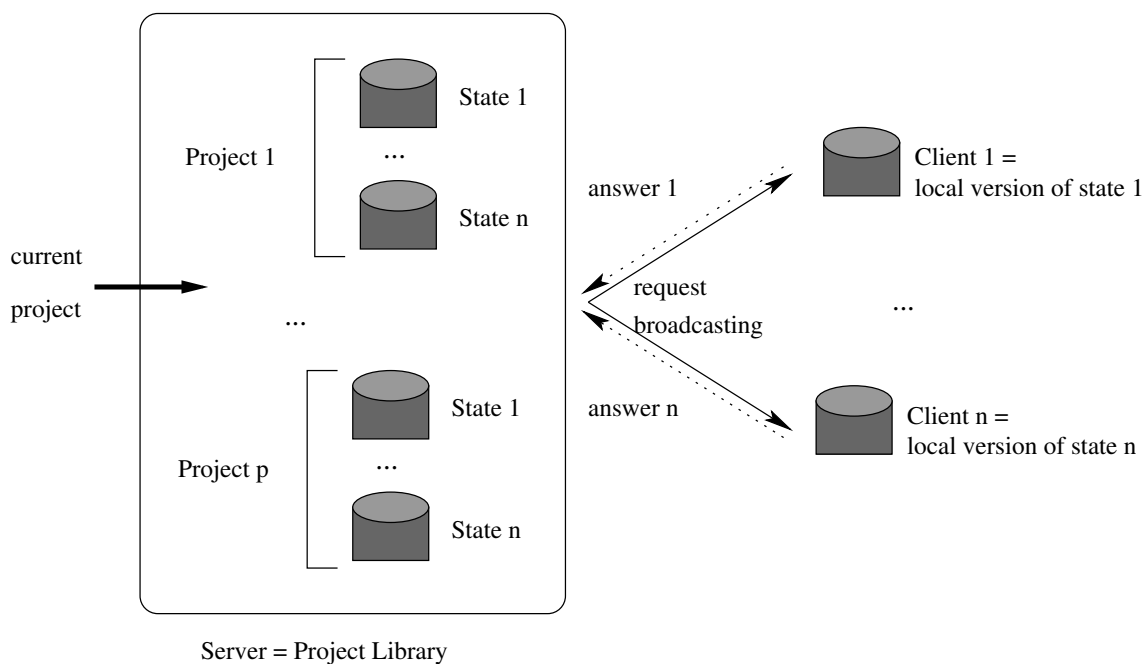 State 1
Project 1
...
State n
current
project
...
State 1
Project p
...
State n
Server = Project Library
answer 1
request
broadcasting
answer n
Client 1 =
local version of state 1
...
Client n =
local version of state n